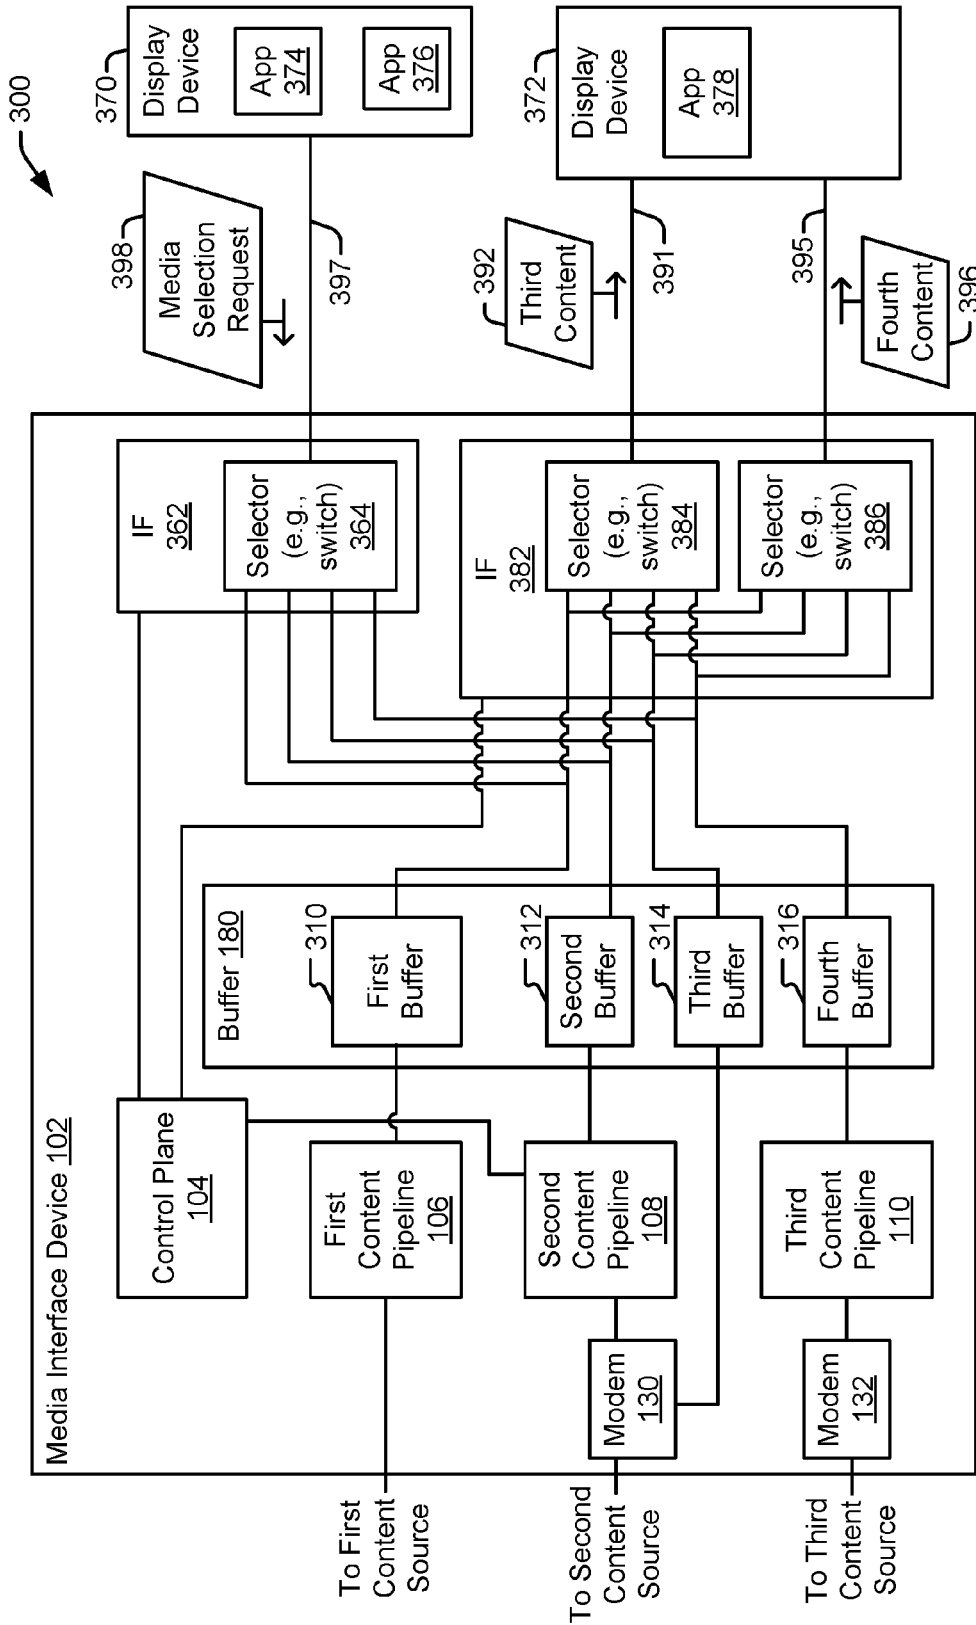 300
Media Interface Device 102
Control Plane
104
First
Content
Pipeline
106
Second
Content
Pipeline
108
Third
Content
Pipeline
110
Modem
130
Modem
132
To First
Content
Source
To Second
Content
Source
To Third
Content
Source
Buffer 180
310
First
Buffer
312
Second
Buffer
314
Third
Buffer
316
Fourth
Buffer
IF
362
Selector
(e.g.,
switch)
364
IF
382
Selector
(e.g.,
switch)
384
Selector
(e.g.,
switch)
386
398
Media
Selection
Request
397
392
Third
Content
391
395
Fourth
Content
396
370
Display
Device
App
374
App
376
372
Display
Device
App
378